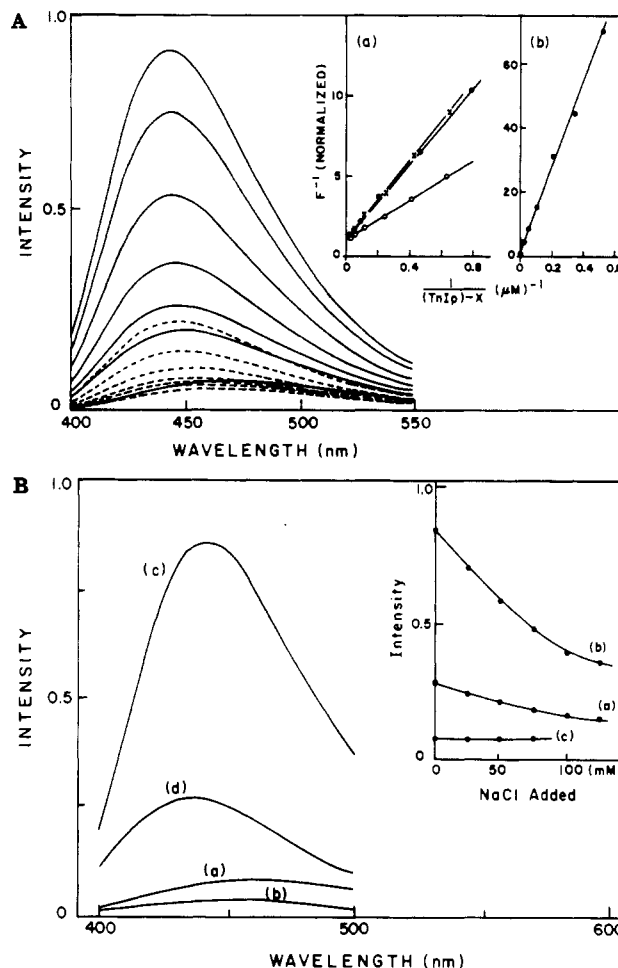 A
INTENSITY
1.0
0.5
0
400
450
500
550
WAVELENGTH (nm)
(a)
F⁻¹ (NORMALIZED)
10
5
0
0
0.4
0.8
(b)
60
40
20
0
0
0.2
0.4
0.6
1
(TnIp)-X
(μM)⁻¹
B
INTENSITY
1.0
0.5
0
400
500
600
WAVELENGTH (nm)
(c)
(d)
(a)
(b)
Intensity
1.0
0.5
0
(b)
(a)
(c)
0
50
100 (mM
NaCl Added